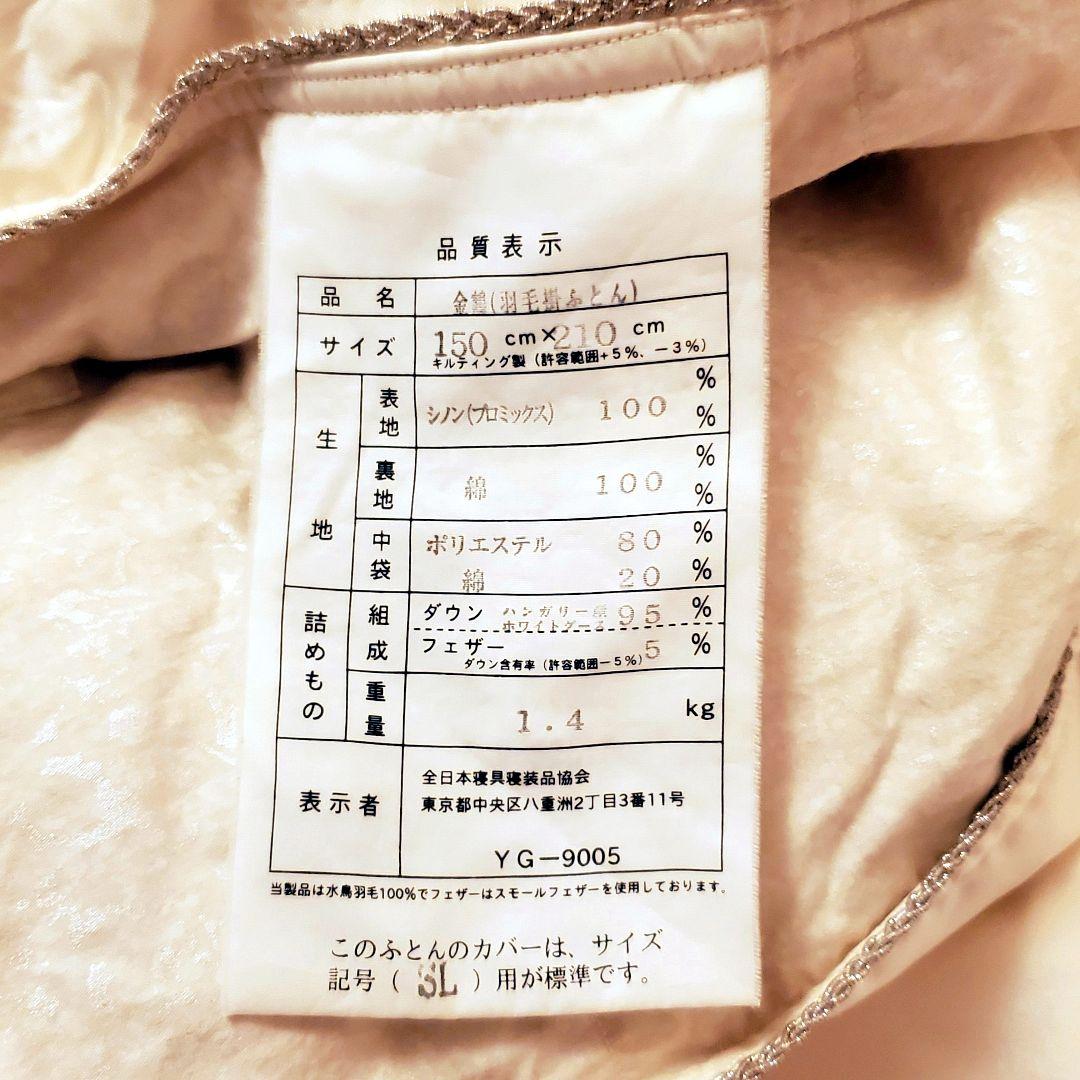 品質表示
品名 金鶴(羽毛掛ふとん)
サイズ 150 cm×210 cm
キルティング製(許容範囲+5%、-3%)
生地 表地 シノン(プロミックス) 100 %
%
裏地 綿 100 %
%
中袋 ポリエステル 80 %
綿 20 %
詰めもの 組成 ダウン ハンガリー産 ホワイトグース 95 %
フェザー 5 %
ダウン含有率(許容範囲-5%)
重量 1.4 kg
表示者 全日本寝具寝装品協会
東京都中央区八重洲2丁目3番11号
YG-9005
当製品は水鳥羽毛100%でフェザーはスモールフェザーを使用しております。
このふとんのカバーは、サイズ
記号(SL)用が標準です。